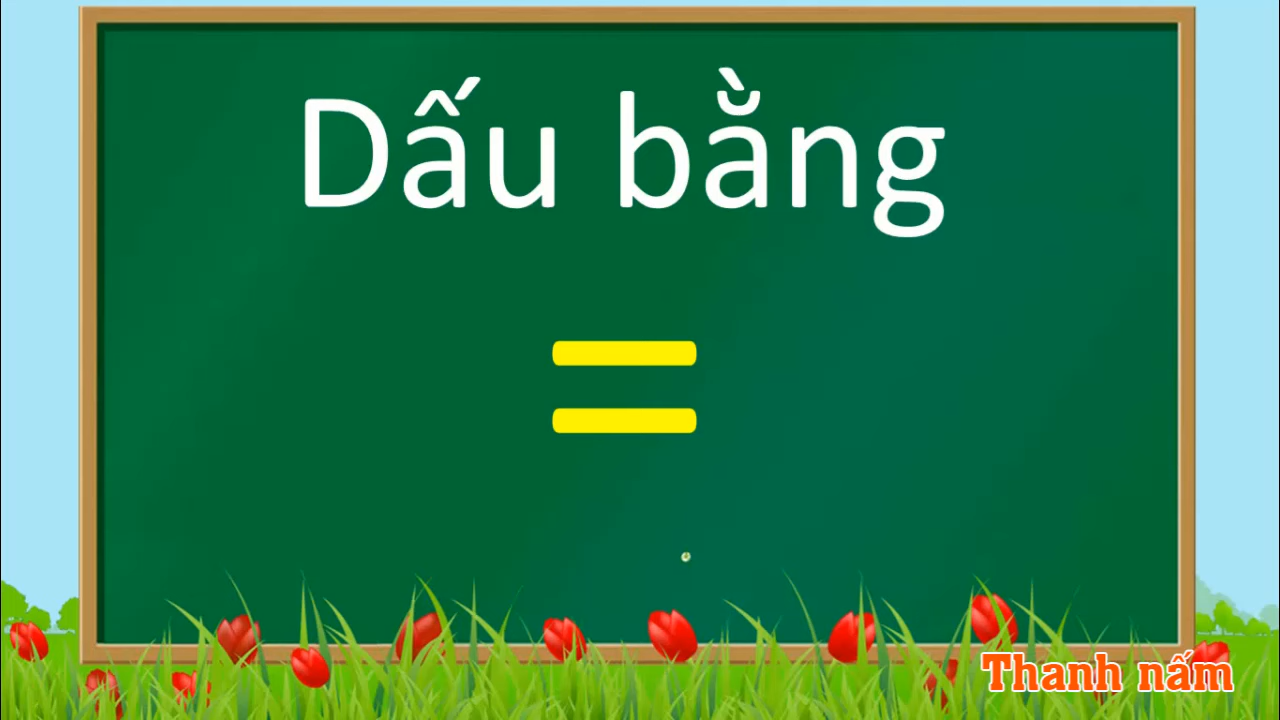 Dấu bằng
=
Thanh nấm